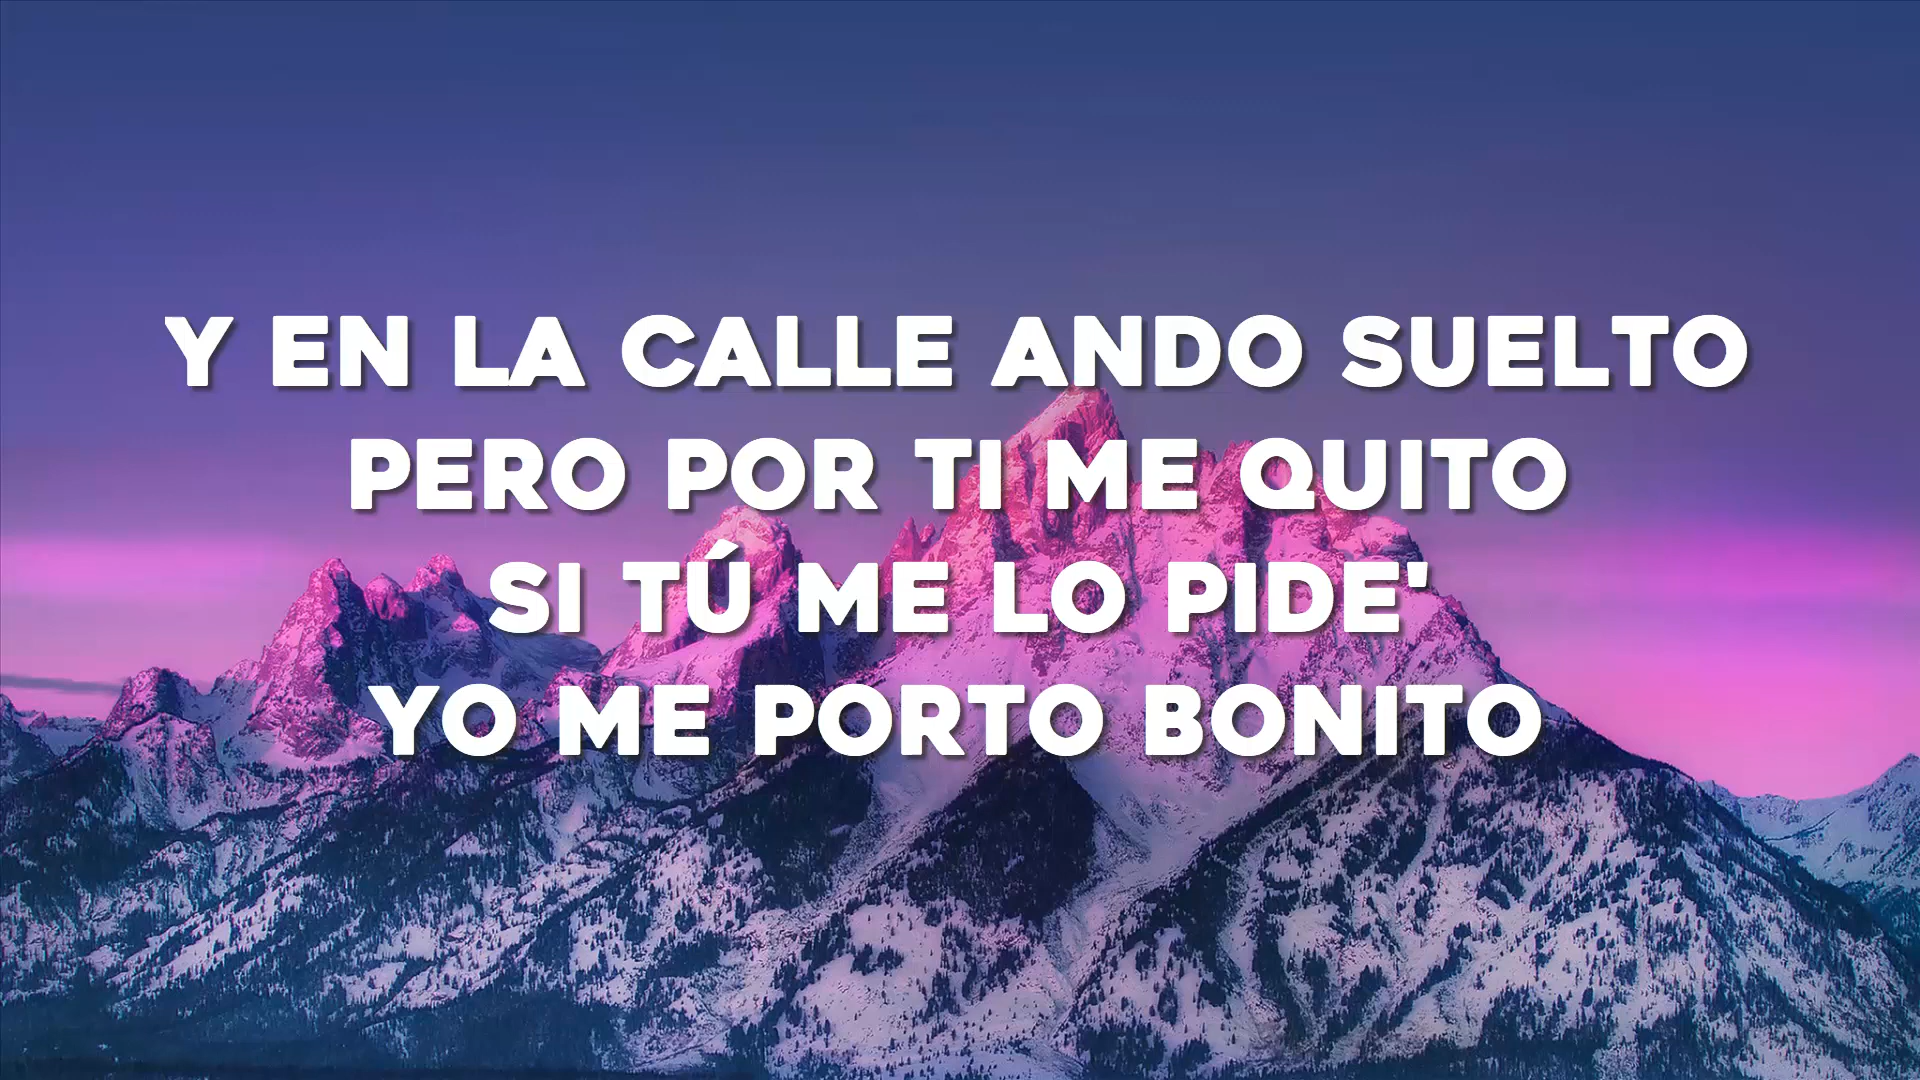 Y EN LA CALLE ANDO SUELTO
PERO POR TI ME QUITO
SI TÚ ME LO PIDE'
YO ME PORTO BONITO